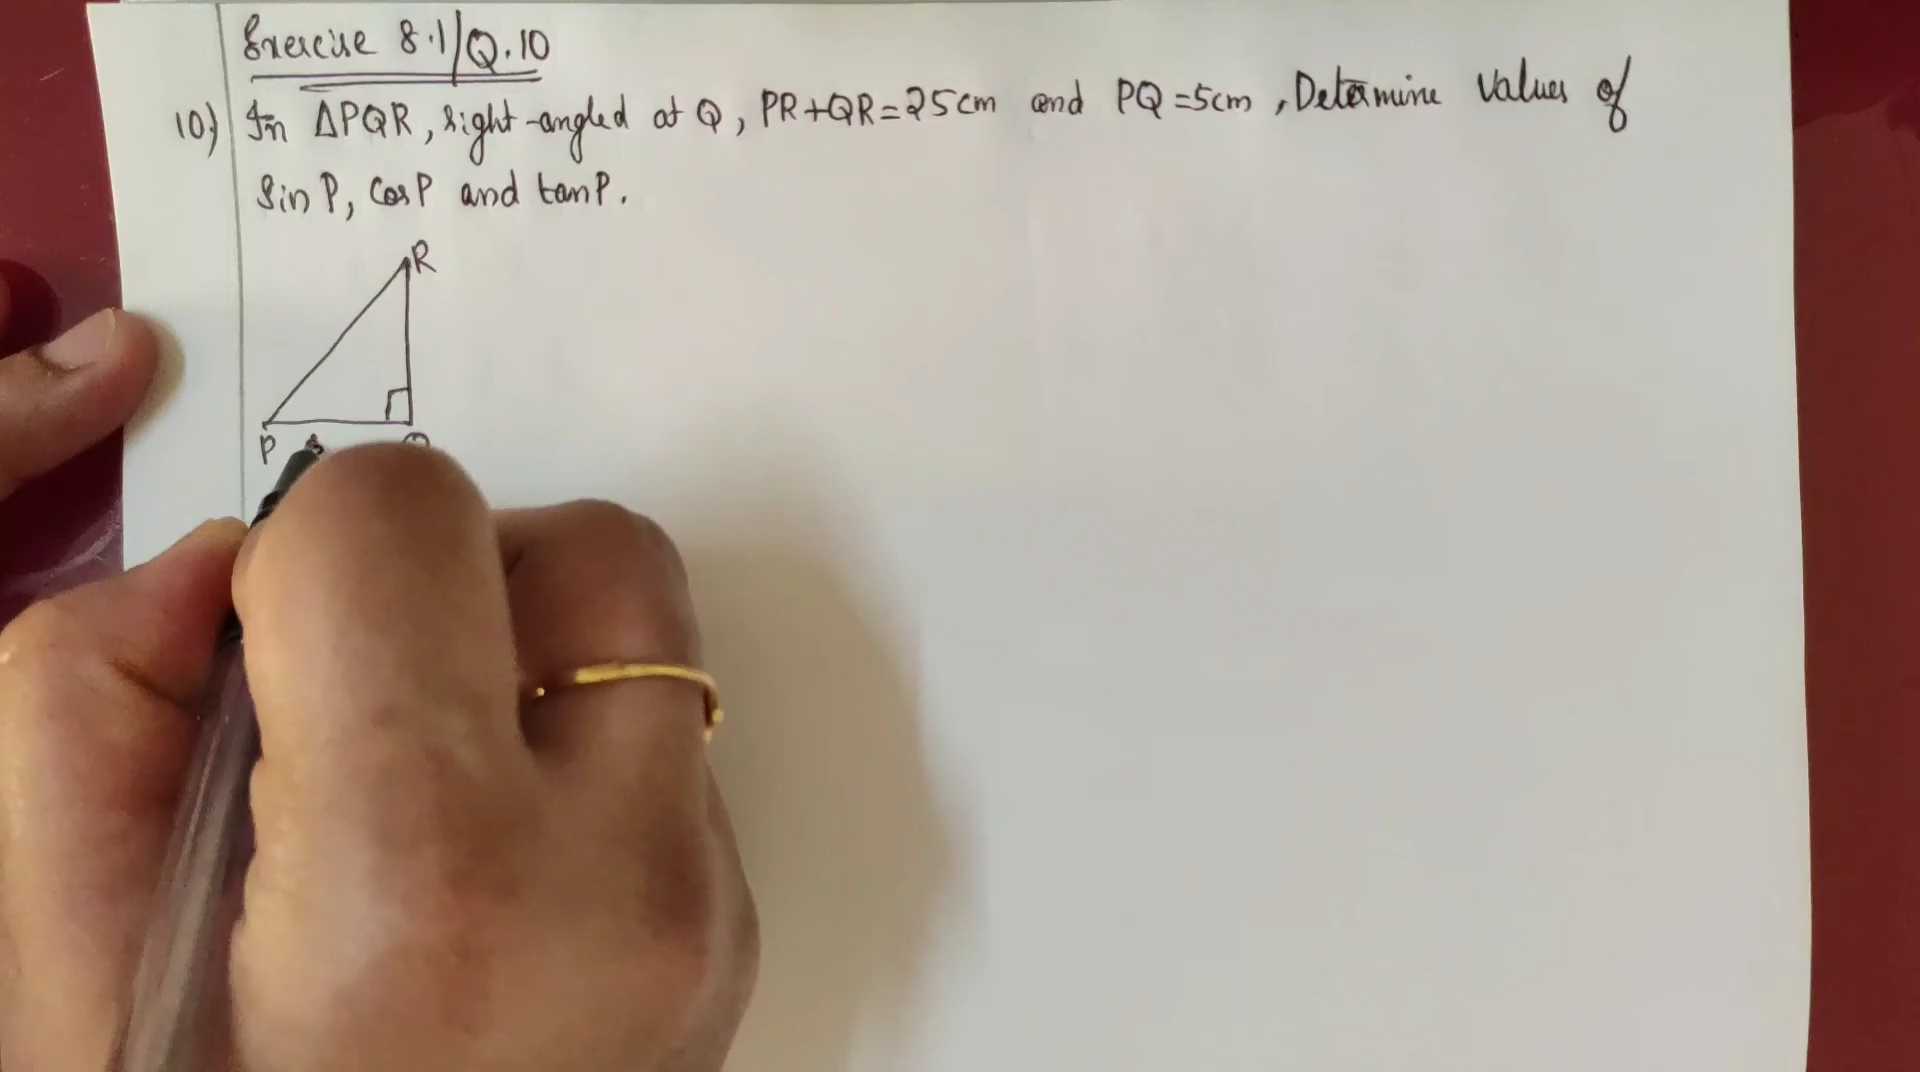 Exercise 8.1/Q.10
10) In ΔPQR, right-angled at Q, PR+QR=25cm and PQ=5cm, Determine values of
Sin P, Cos P and tan P.
R
P